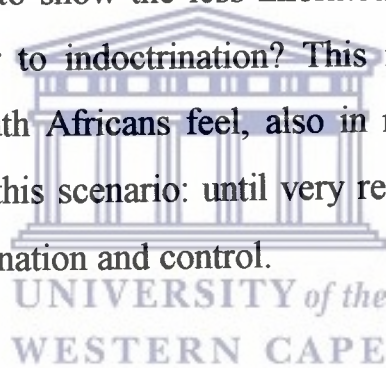 to show the less
to indoctrination? This
th Africans feel, also in
this scenario: until very re
nation and control.
UNIVERSITY of the
WESTERN CAPE